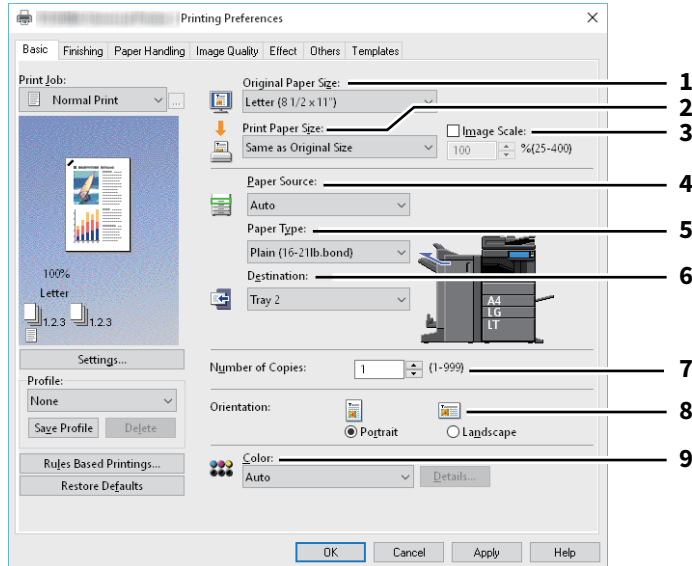 Printing Preferences
Basic Finishing Paper Handling Image Quality Effect Others Templates
Print Job:
Normal Print
...
100%
Letter
1.2.3 1.2.3
Settings...
Profile:
None
Save Profile Delete
Rules Based Printings...
Restore Defaults
Original Paper Size: 1
Letter (8 1/2 x 11")
Print Paper Size: 2
Same as Original Size
Image Scale: 3
100 %(25-400)
Paper Source: 4
Auto
Paper Type: 5
Plain (16-21lb.bond)
Destination: 6
Tray 2
A4
LG
LT
Number of Copies: 1 (1-999) 7
Orientation: 8
Portrait Landscape
Color: 9
Auto Details...
OK Cancel Apply Help